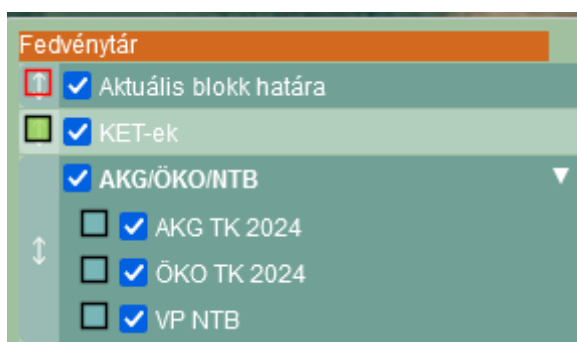 Fedvénytár
Aktuális blokk határa
KET-ek
AKG/ÖKO/NTB
AKG TK 2024
ÖKO TK 2024
VP NTB